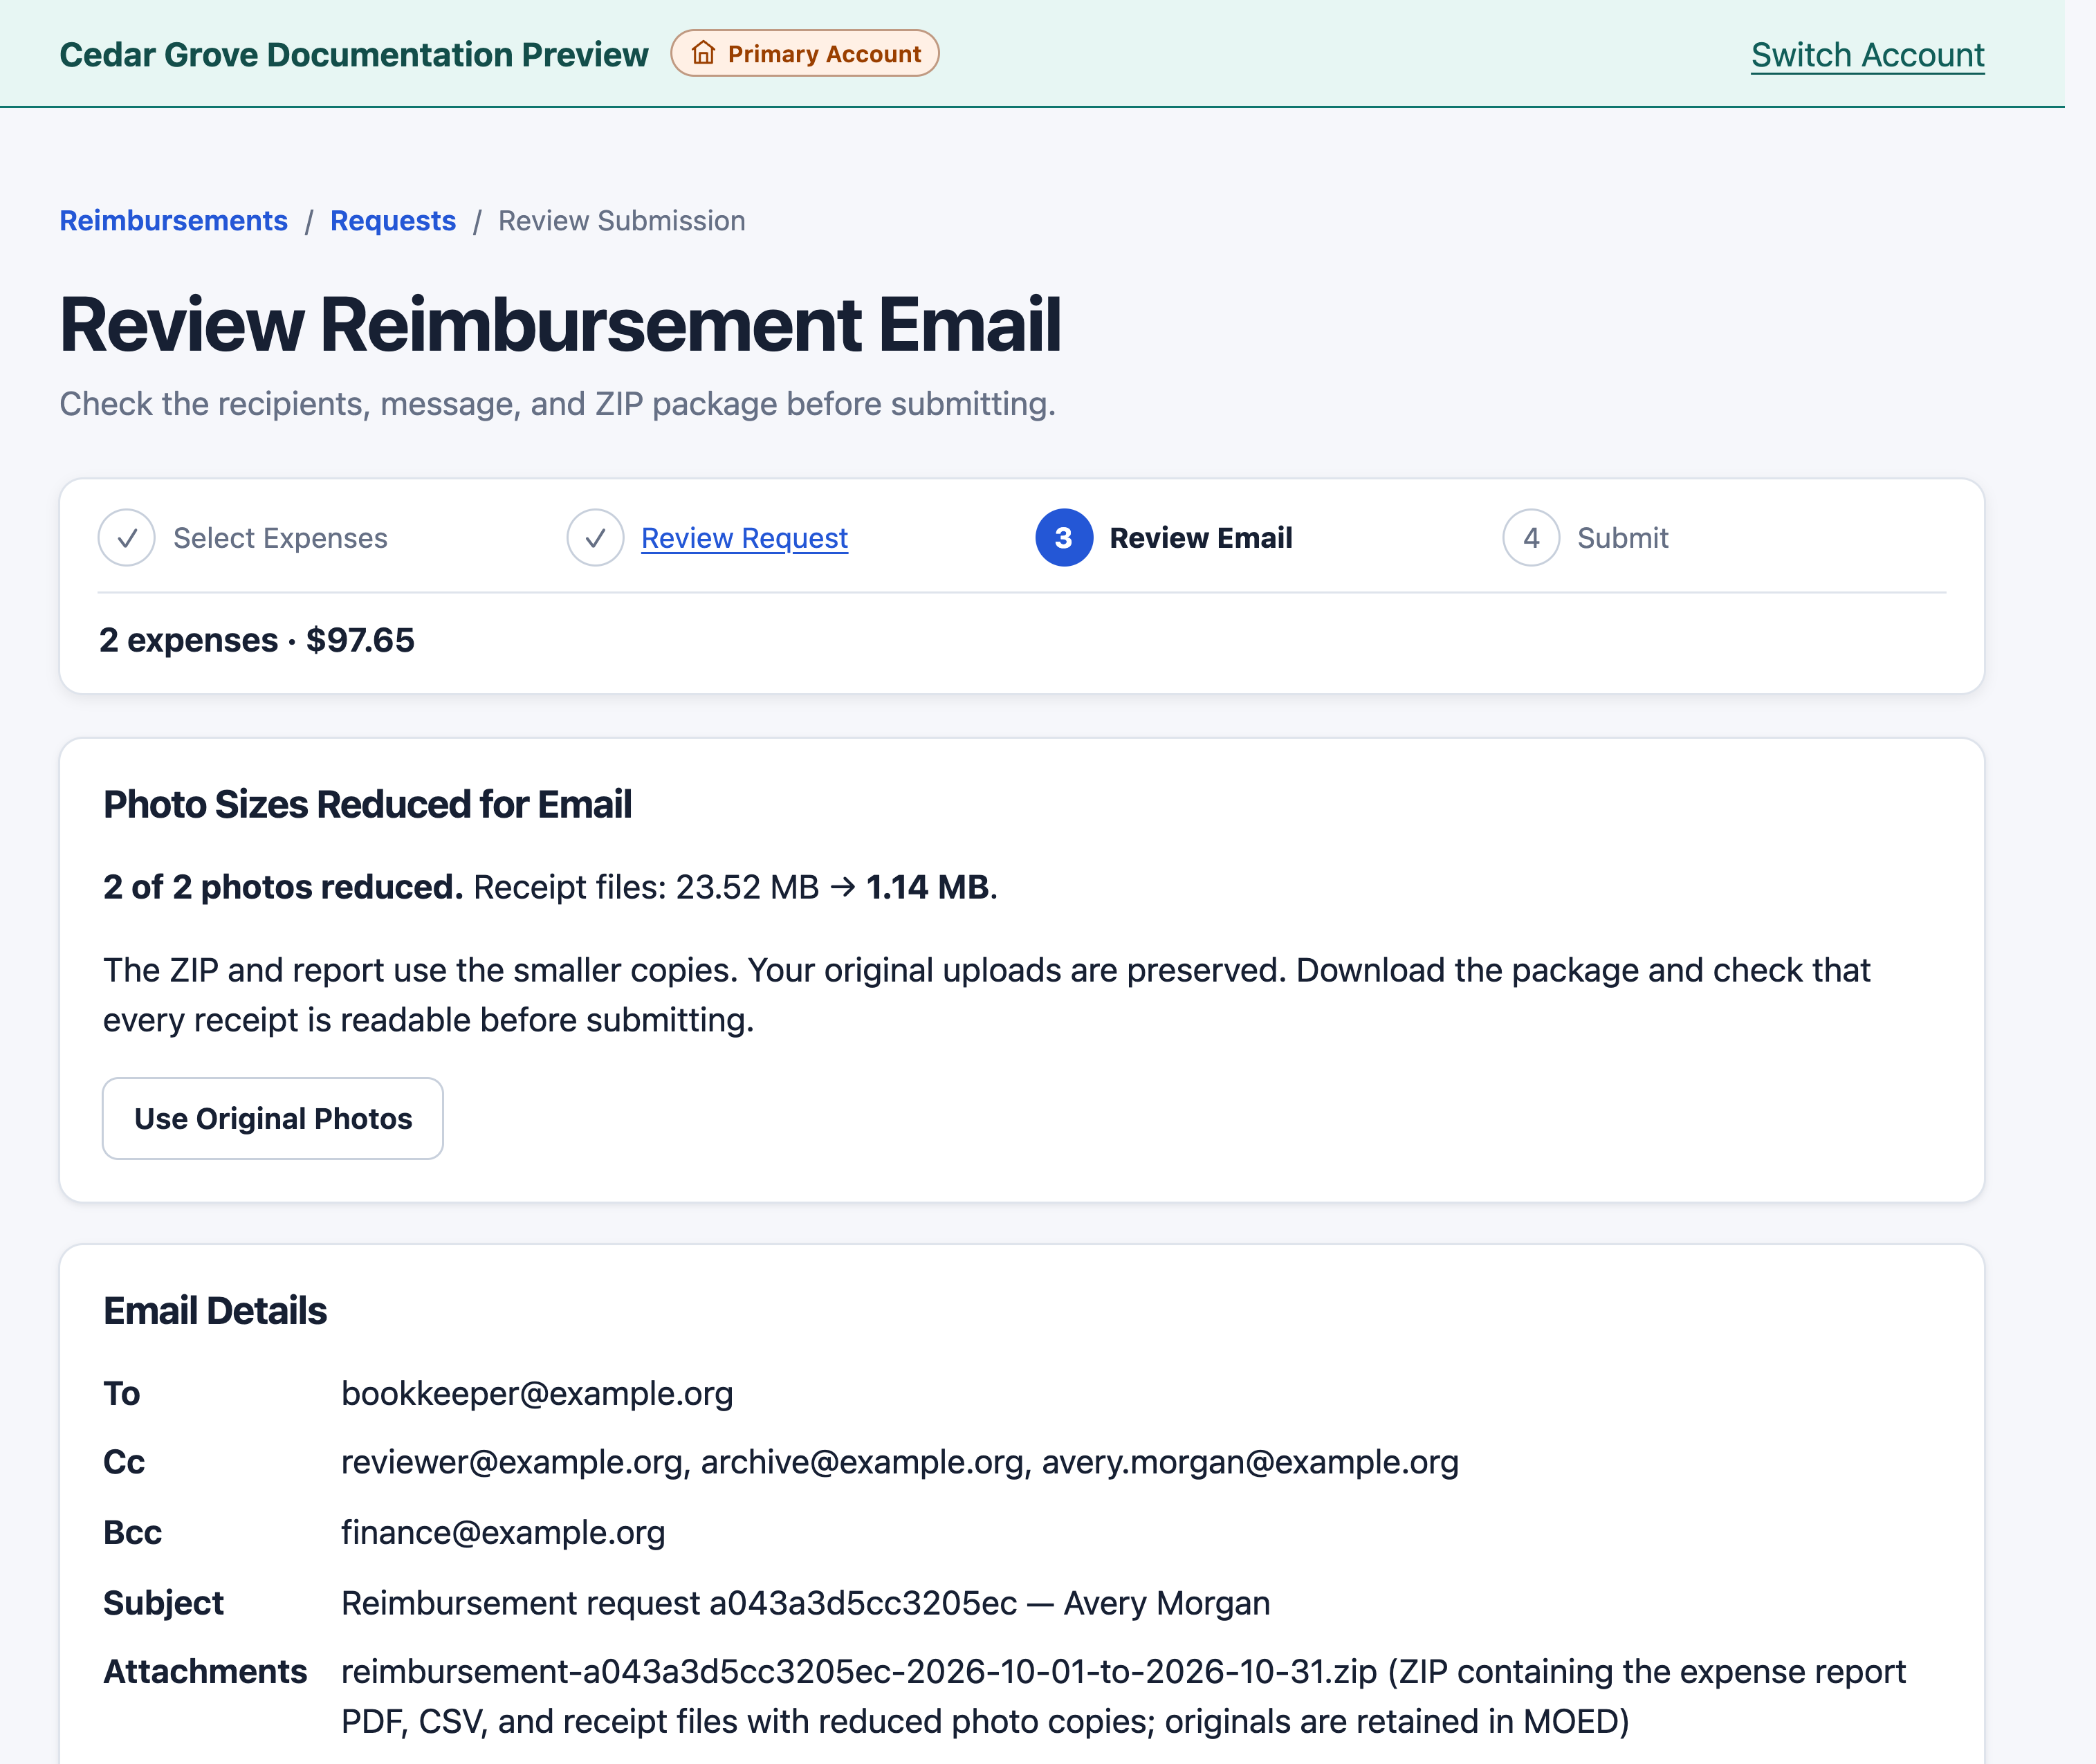 Cedar Grove Documentation Preview
Primary Account
Switch Account
Reimbursements / Requests / Review Submission
Review Reimbursement Email
Check the recipients, message, and ZIP package before submitting.
Select Expenses
Review Request
3 Review Email
4 Submit
2 expenses · $97.65
Photo Sizes Reduced for Email
2 of 2 photos reduced. Receipt files: 23.52 MB → 1.14 MB.
The ZIP and report use the smaller copies. Your original uploads are preserved. Download the package and check that
every receipt is readable before submitting.
Use Original Photos
Email Details
To bookkeeper@example.org
Cc reviewer@example.org, archive@example.org, avery.morgan@example.org
Bcc finance@example.org
Subject Reimbursement request a043a3d5cc3205ec — Avery Morgan
Attachments reimbursement-a043a3d5cc3205ec-2026-10-01-to-2026-10-31.zip (ZIP containing the expense report
PDF, CSV, and receipt files with reduced photo copies; originals are retained in MOED)